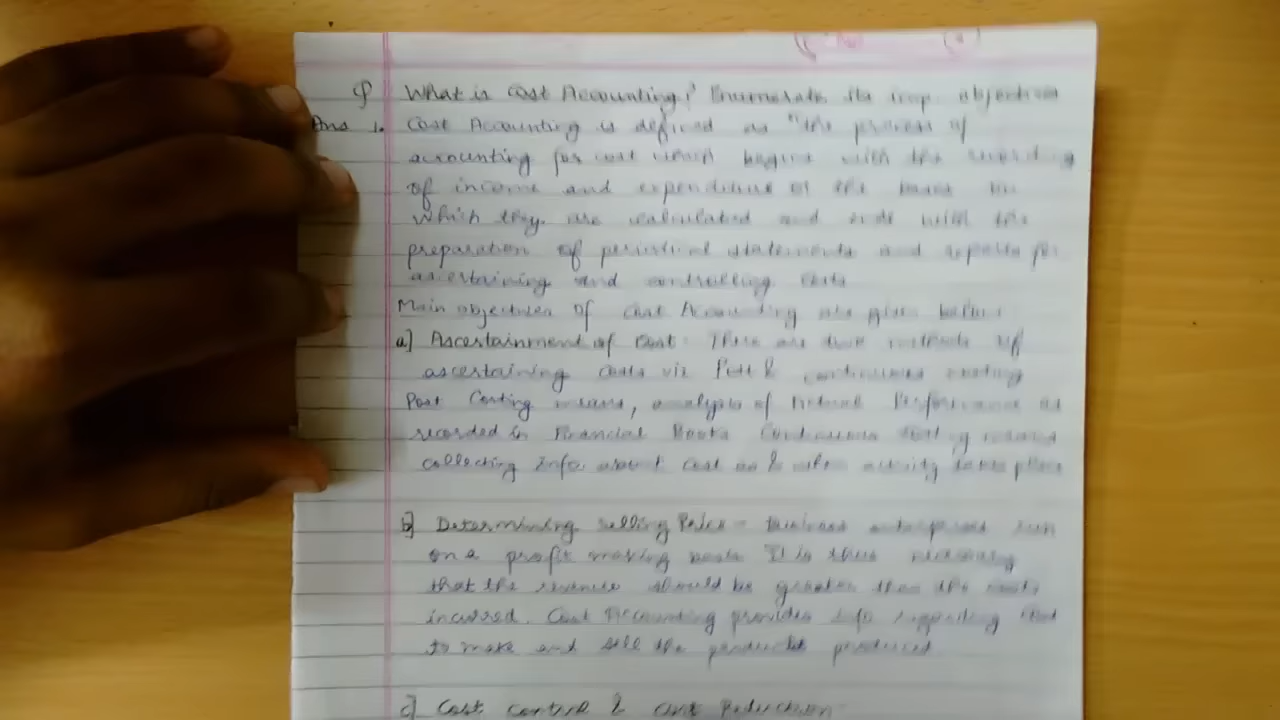 Q What is Cost Accounting? Enumerate its imp. objectives
Ans 1. Cost Accounting is defined as "the process of
accounting for cost which begins with the recording
of income and expenditure or the bases on
which they are calculated and ends with the
preparation of periodical statements and reports for
ascertaining and controlling costs
Main objectives of Cost Accounting are given below:
a] Ascertainment of Cost: There are two methods of
ascertaining costs viz Post & continuous costing
Post Costing means, analysis of Actual Performance as
recorded in Financial Books Continuous Costing means
collecting info about cost as & when activity takes place
b] Determining selling Price - Business enterprises run
on a profit making basis It is thus necessary
that the revenue should be greater than the costs
incurred. Cost Accounting provides info regarding cost
to make and sell the products produced
c] Cost control & Cost Reduction